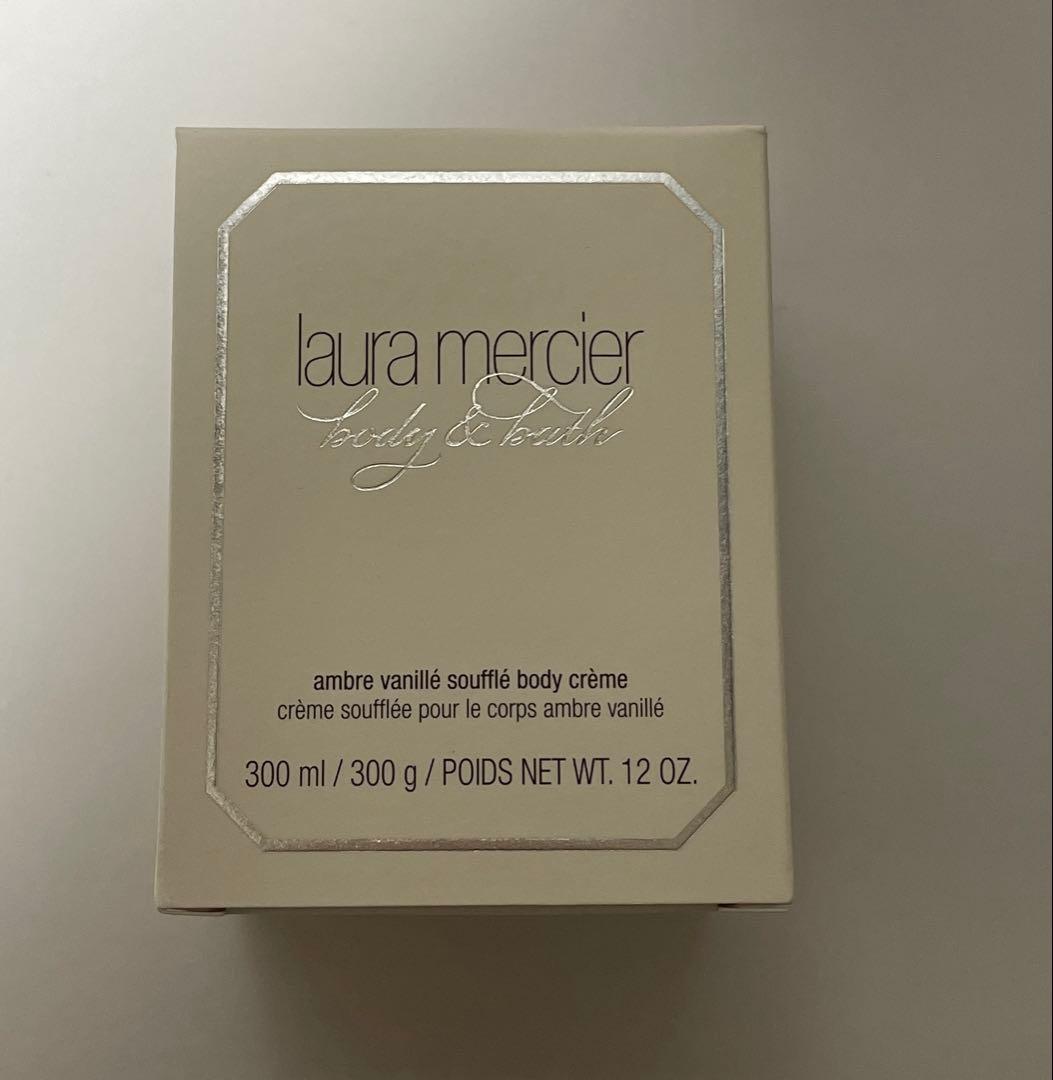 laura mercier
body & bath
ambre vanillé soufflé body crème
crème soufflée pour le corps ambre vanillé
300 ml / 300 g / POIDS NET WT. 12 OZ.